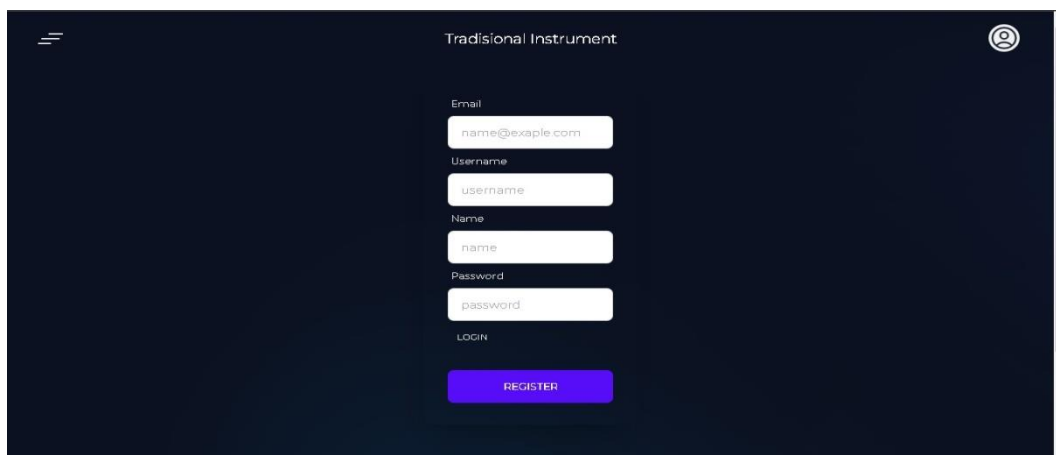 Tradisional Instrument
Email
name@exaple.com
Username
username
Name
name
Password
password
LOGIN
REGISTER